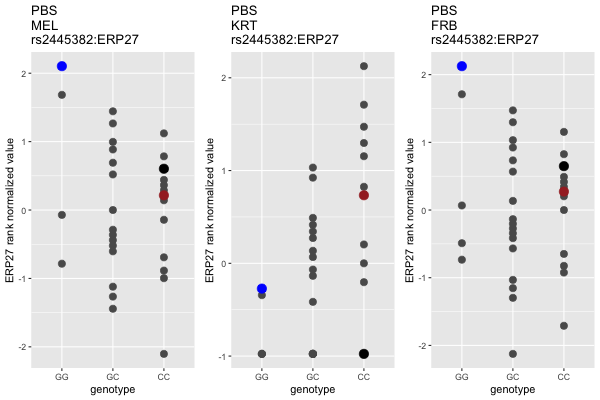 PBS
MEL
rs2445382:ERP27
ERP27 rank normalized value
2
1
0
-1
-2
GG
GC
CC
genotype
PBS
KRT
rs2445382:ERP27
ERP27 rank normalized value
2
1
0
-1
GG
GC
CC
genotype
PBS
FRB
rs2445382:ERP27
ERP27 rank normalized value
2
1
0
-1
-2
GG
GC
CC
genotype